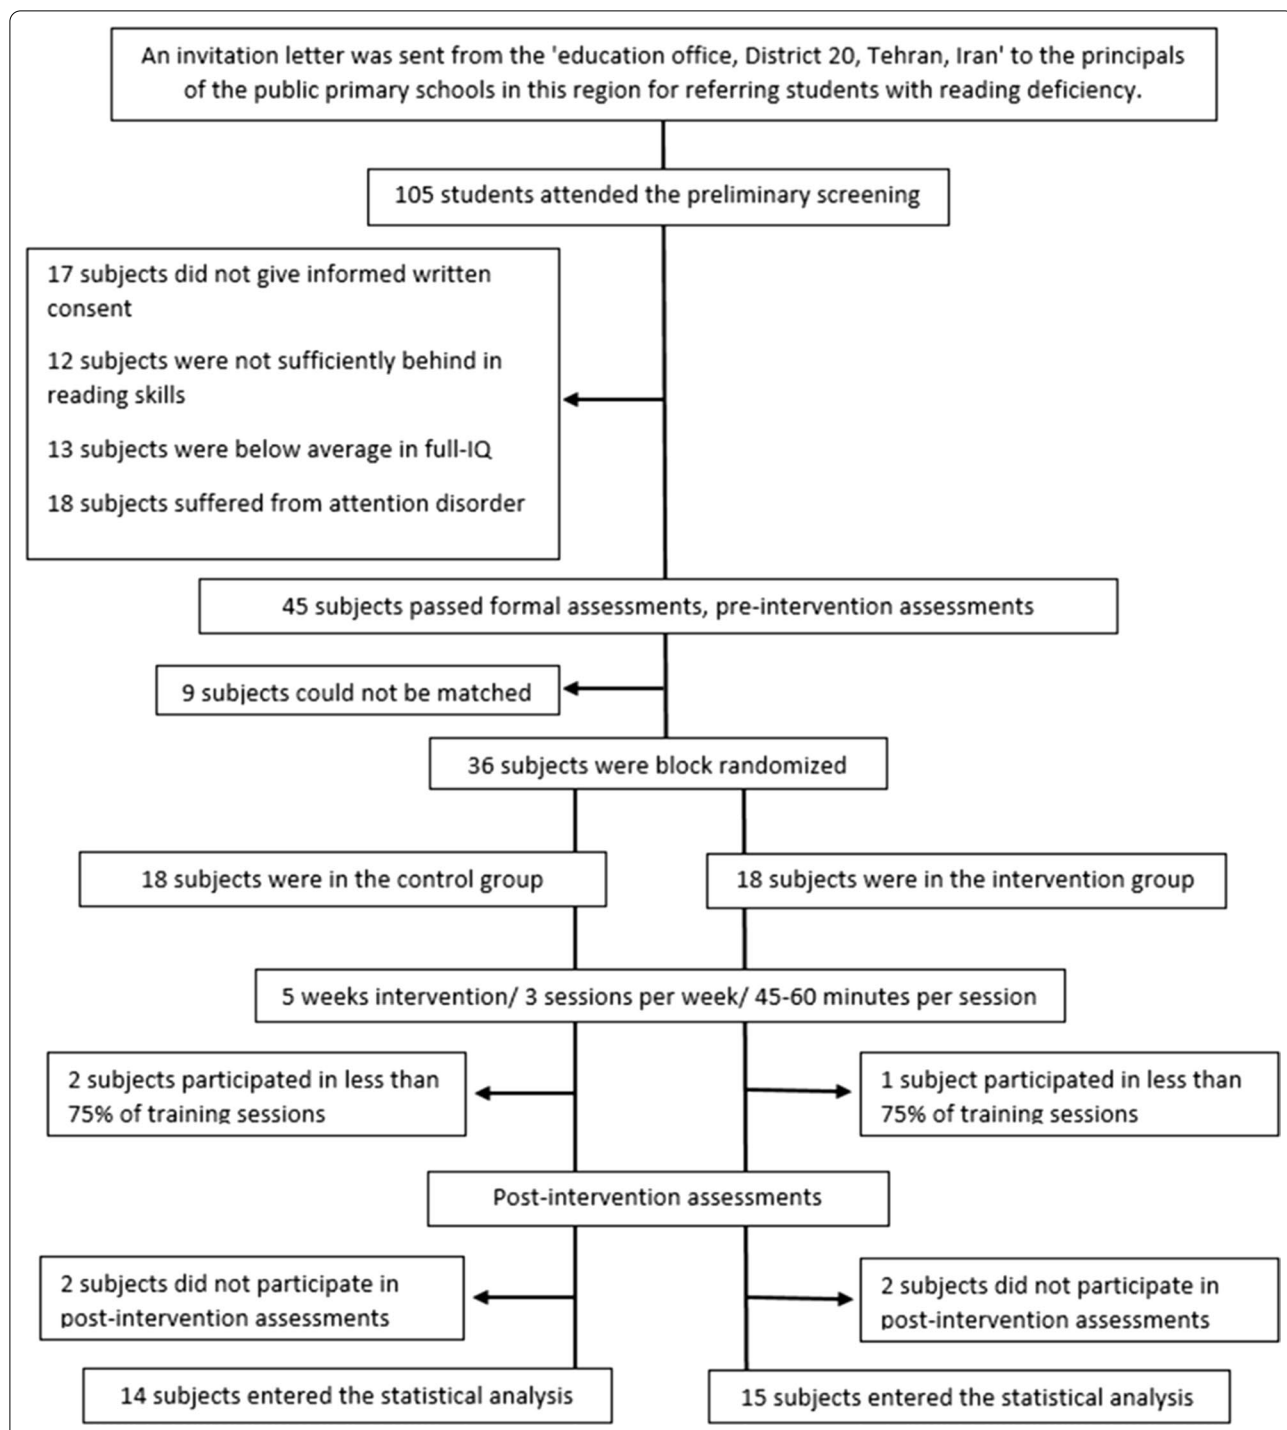 An invitation letter was sent from the 'education office, District 20, Tehran, Iran' to the principals
of the public primary schools in this region for referring students with reading deficiency.
105 students attended the preliminary screening
17 subjects did not give informed written
consent
12 subjects were not sufficiently behind in
reading skills
13 subjects were below average in full-IQ
18 subjects suffered from attention disorder
45 subjects passed formal assessments, pre-intervention assessments
9 subjects could not be matched
36 subjects were block randomized
18 subjects were in the control group
18 subjects were in the intervention group
5 weeks intervention/ 3 sessions per week/ 45-60 minutes per session
2 subjects participated in less than
75% of training sessions
1 subject participated in less than
75% of training sessions
Post-intervention assessments
2 subjects did not participate in
post-intervention assessments
2 subjects did not participate in
post-intervention assessments
14 subjects entered the statistical analysis
15 subjects entered the statistical analysis